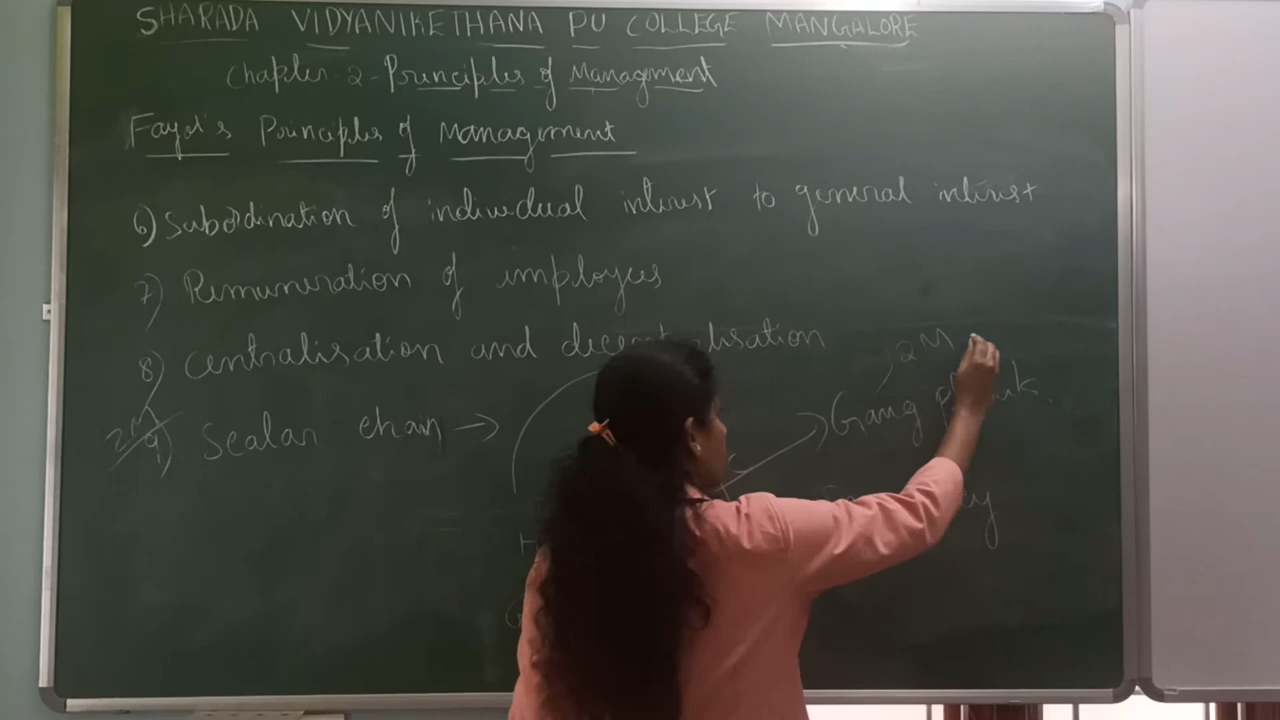 SHARADA VIDYANIKETHANA PU COLLEGE MANGALORE
Chapter-2-Principles of Management
Fayol's Principles of Management
6) Subordination of individual interest to general interest
7) Remuneration of employees
8) Centralisation and
2M
2M 9) Scalar chain → Gang